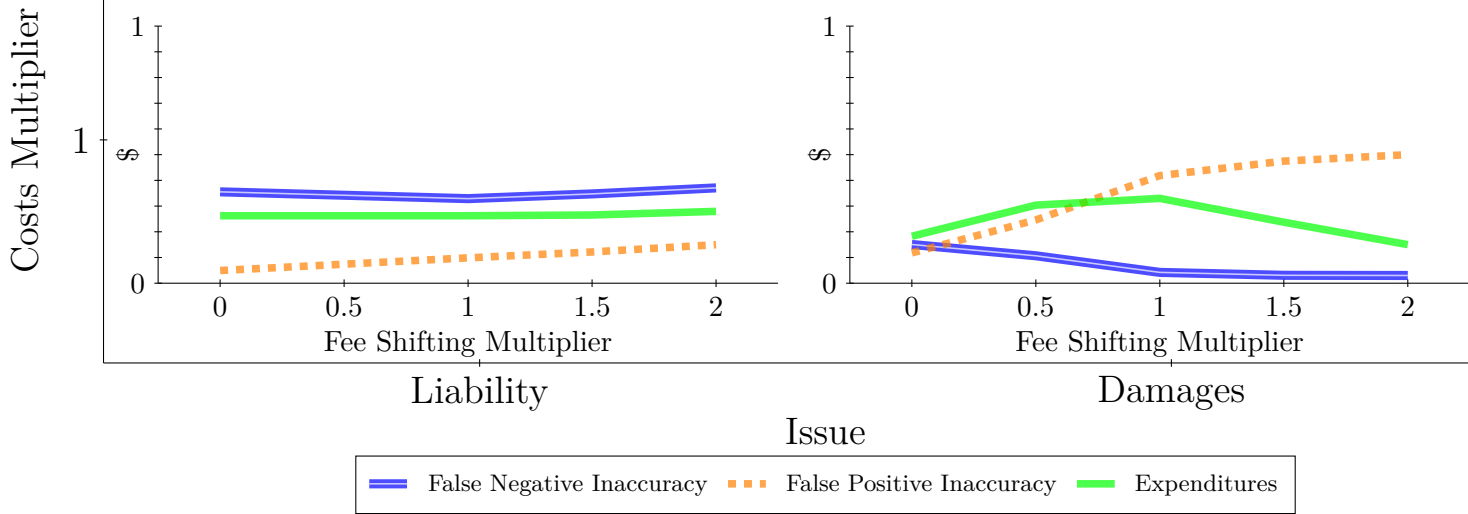 Costs Multiplier
1
1
$
0
0 0.5 1 1.5 2
Fee Shifting Multiplier
Liability
1
$
0
0 0.5 1 1.5 2
Fee Shifting Multiplier
Damages
Issue
False Negative Inaccuracy False Positive Inaccuracy Expenditures